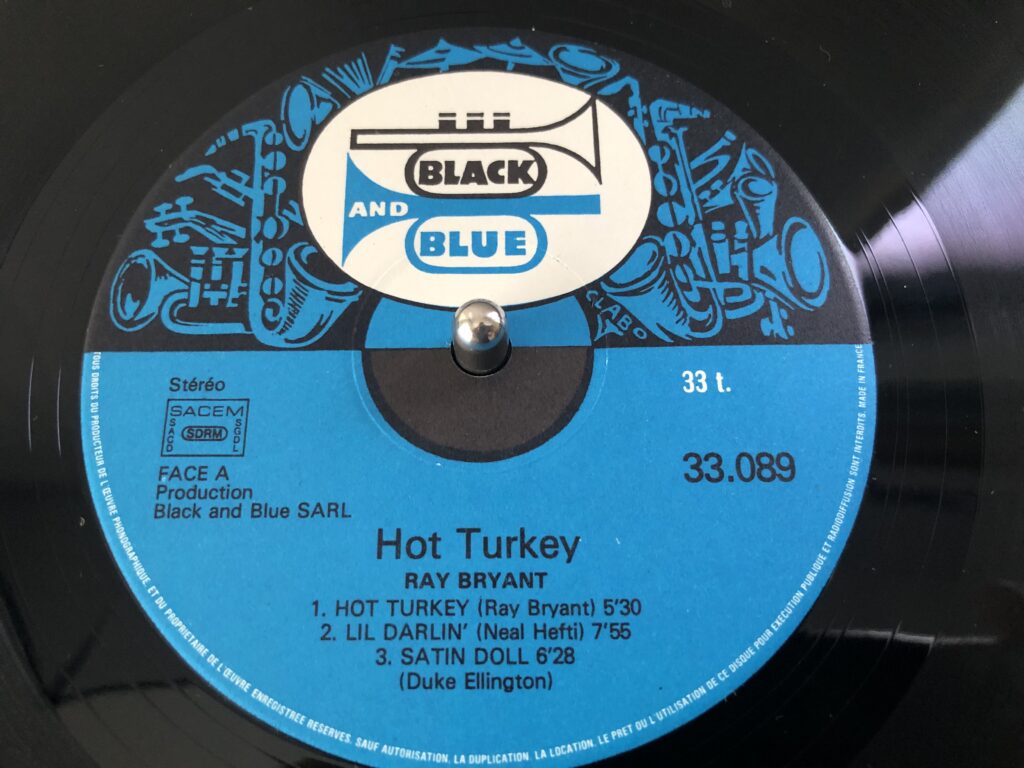 BLACK
AND
BLUE
CLABO
Stéréo
33 t.
SACEM
SACD
SDRM
SGDL
33.089
FACE A
Production
Black and Blue SARL
Hot Turkey
RAY BRYANT
1. HOT TURKEY (Ray Bryant) 5'30
2. LIL DARLIN' (Neal Hefti) 7'55
3. SATIN DOLL 6'28
(Duke Ellington)
TOUS DROITS DU PRODUCTEUR DE L'ŒUVRE PHONOGRAPHIQUE ET DU PROPRIETAIRE DE L'ŒUVRE ENREGISTREE RESERVES. SAUF AUTORISATION. LA DUPLICATION. LA LOCATION. LE PRET OU L'UTILISATION DE CE DISQUE POUR EXECUTION PUBLIQUE ET RADIODIFFUSION SONT INTERDITS. MADE IN FRANCE